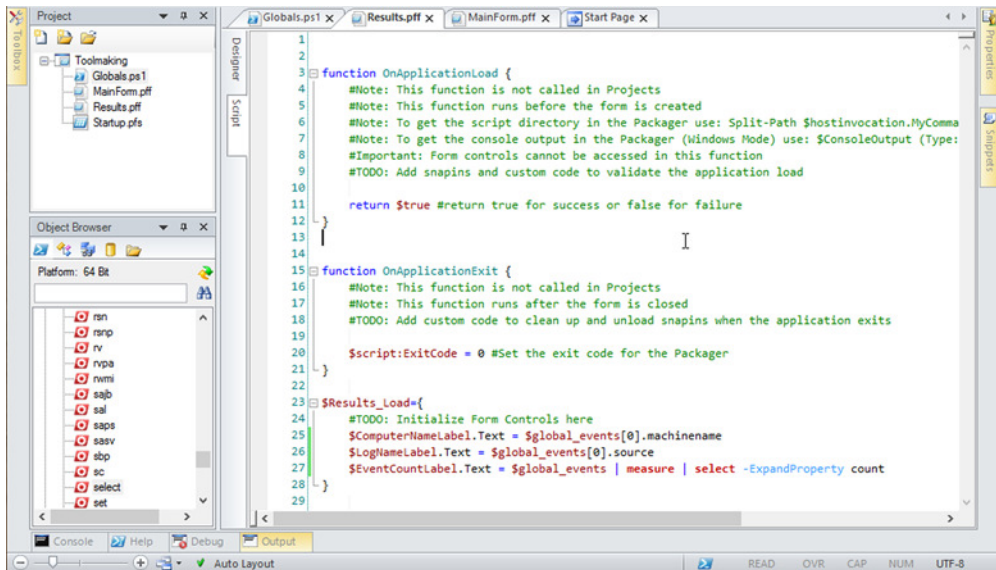 Toolbox
Project
Toolmaking
Globals.ps1
MainForm.pff
Results.pff
Startup.pfs
Object Browser
Platform: 64 Bit
rsn
rsnp
rv
rvpa
rwmi
sajb
sal
saps
sasv
sbp
sc
select
set
Globals.ps1 x Results.pff x MainForm.pff x Start Page x
Designer
Script
1
2
3 function OnApplicationLoad {
4 #Note: This function is not called in Projects
5 #Note: This function runs before the form is created
6 #Note: To get the script directory in the Packager use: Split-Path $hostinvocation.MyComma
7 #Note: To get the console output in the Packager (Windows Mode) use: $ConsoleOutput (Type:
8 #Important: Form controls cannot be accessed in this function
9 #TODO: Add snapins and custom code to validate the application load
10
11 return $true #return true for success or false for failure
12 }
13
14
15 function OnApplicationExit {
16 #Note: This function is not called in Projects
17 #Note: This function runs after the form is closed
18 #TODO: Add custom code to clean up and unload snapins when the application exits
19
20 $script:ExitCode = 0 #Set the exit code for the Packager
21 }
22
23 $Results_Load={
24 #TODO: Initialize Form Controls here
25 $ComputerNameLabel.Text = $global_events[0].machinename
26 $LogNameLabel.Text = $global_events[0].source
27 $EventCountLabel.Text = $global_events | measure | select -ExpandProperty count
28 }
29
Properties
Snippets
Console Help Debug Output
Auto Layout READ OVR CAP NUM UTF-8